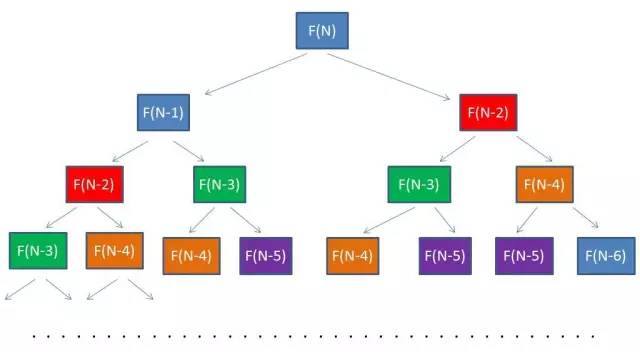 F(N)
F(N-1) F(N-2)
F(N-2) F(N-3) F(N-3) F(N-4)
F(N-3) F(N-4) F(N-4) F(N-5) F(N-4) F(N-5) F(N-5) F(N-6)